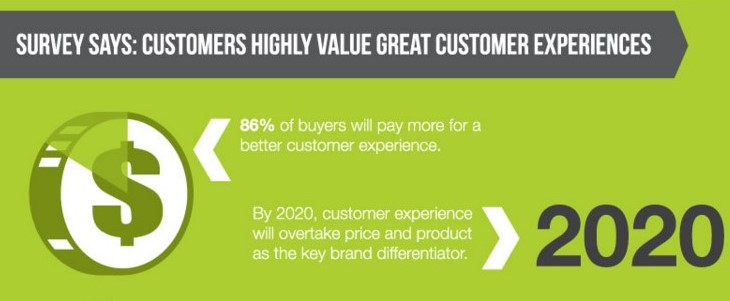 SURVEY SAYS: CUSTOMERS HIGHLY VALUE GREAT CUSTOMER EXPERIENCES
86% of buyers will pay more for a
better customer experience.
$
By 2020, customer experience
will overtake price and product
as the key brand differentiator.
2020